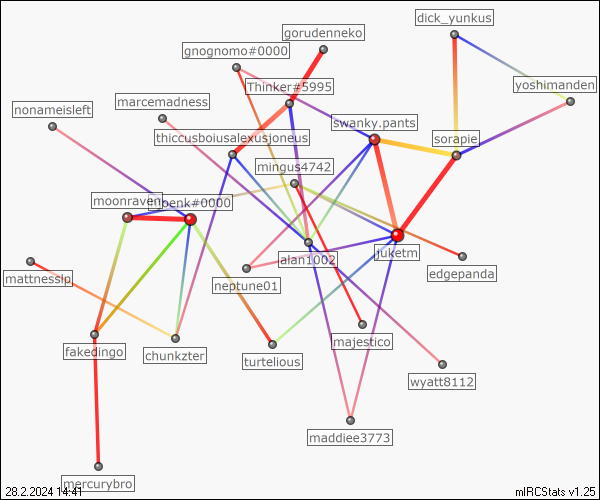 dick_yunkus
gorudenneko
gnognomo#0000
Thinker#5995
yoshimanden
marcemadness
nonameisleft
swanky.pants
thiccusboiusalexusjoneus
sorapie
mingus4742
moonraven
benk#0000
alan1002
juketm
edgepanda
mattnesslp
neptune01
majestico
fakedingo
chunkzter
turtelious
wyatt8112
maddiee3773
mercurybro
28.2.2024 14:41
mIRCStats v1.25